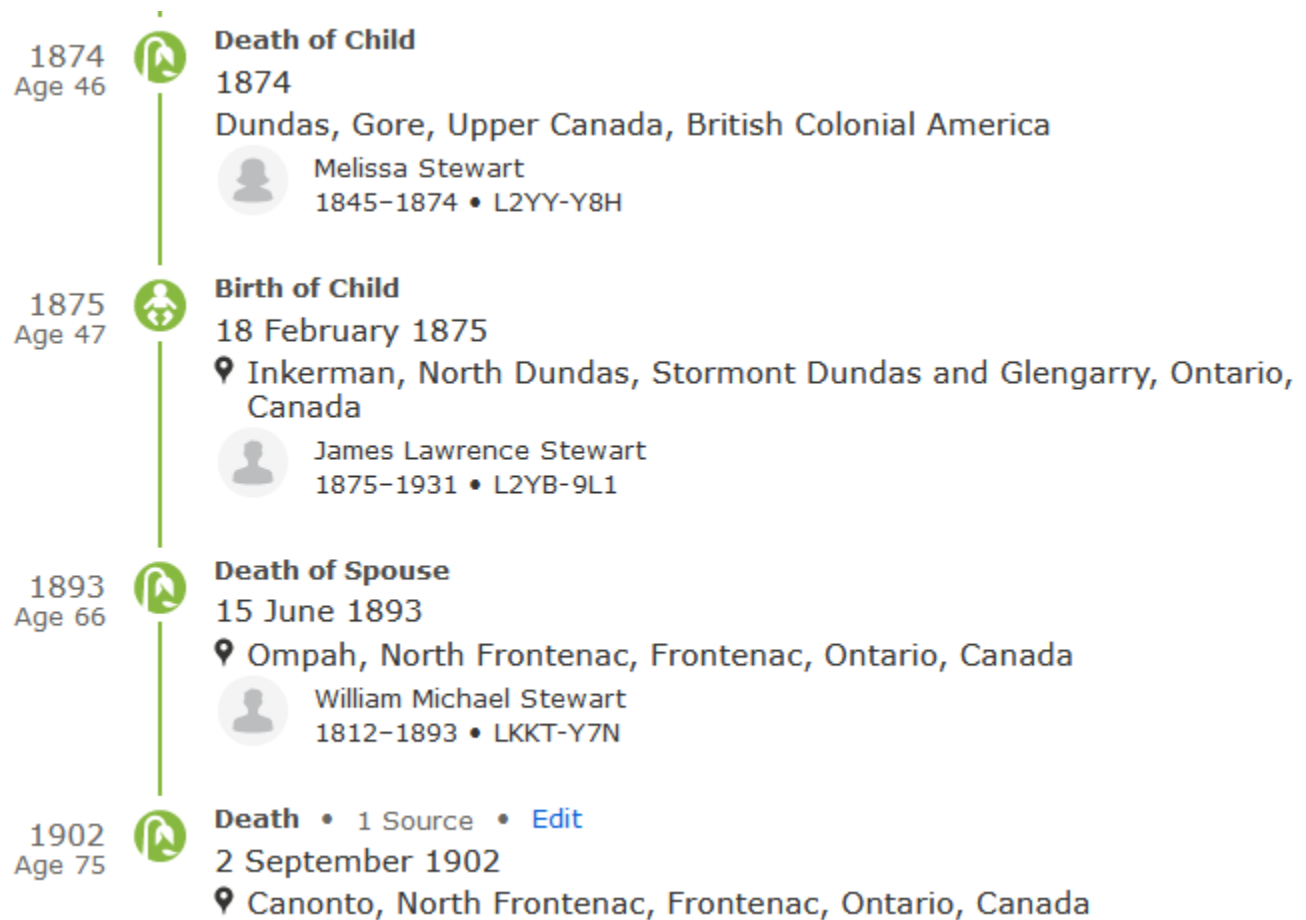 1874
Age 46
Death of Child
1874
Dundas, Gore, Upper Canada, British Colonial America
Melissa Stewart
1845–1874 • L2YY-Y8H
1875
Age 47
Birth of Child
18 February 1875
Inkerman, North Dundas, Stormont Dundas and Glengarry, Ontario,
Canada
James Lawrence Stewart
1875–1931 • L2YB-9L1
1893
Age 66
Death of Spouse
15 June 1893
Ompah, North Frontenac, Frontenac, Ontario, Canada
William Michael Stewart
1812–1893 • LKKT-Y7N
1902
Age 75
Death • 1 Source • Edit
2 September 1902
Canonto, North Frontenac, Frontenac, Ontario, Canada